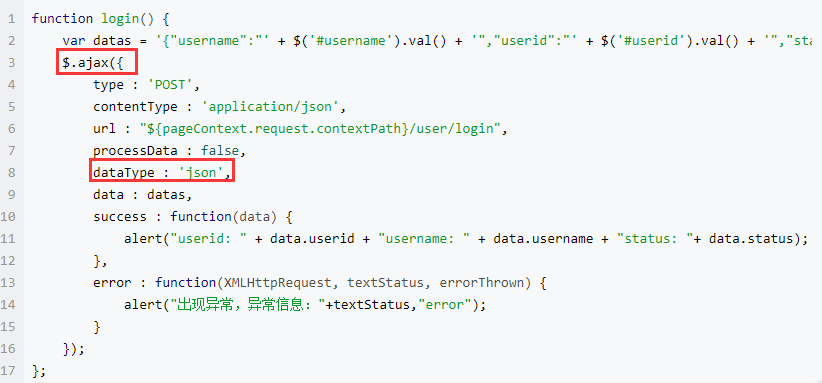 1 function login() {
2 var datas = '{"username":"' + $('#username').val() + '","userid":"' + $('#userid').val() + '","sta
3 $.ajax({
4 type : 'POST',
5 contentType : 'application/json',
6 url : "${pageContext.request.contextPath}/user/login",
7 processData : false,
8 dataType : 'json',
9 data : datas,
10 success : function(data) {
11 alert("userid: " + data.userid + "username: " + data.username + "status: "+ data.status);
12 },
13 error : function(XMLHttpRequest, textStatus, errorThrown) {
14 alert("出现异常，异常信息："+textStatus,"error");
15 }
16 });
17 };